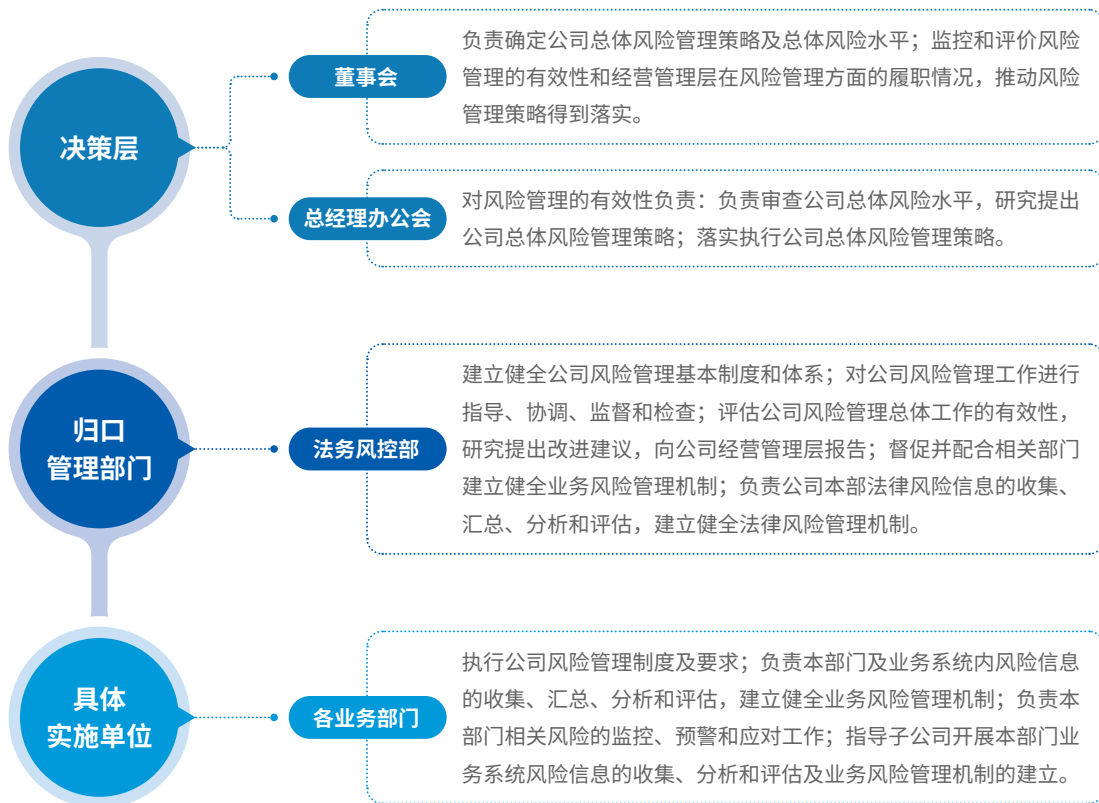 决策层
董事会
负责确定公司总体风险管理策略及总体风险水平；监控和评价风险
管理的有效性和经营管理层在风险管理方面的履职情况，推动风险
管理策略得到落实。
总经理办公会
对风险管理的有效性负责：负责审查公司总体风险水平，研究提出
公司总体风险管理策略；落实执行公司总体风险管理策略。
归口
管理部门
法务风控部
建立健全公司风险管理基本制度和体系；对公司风险管理工作进行
指导、协调、监督和检查；评估公司风险管理总体工作的有效性，
研究提出改进建议，向公司经营管理层报告；督促并配合相关部门
建立健全业务风险管理机制；负责公司本部法律风险信息的收集、
汇总、分析和评估，建立健全法律风险管理机制。
具体
实施单位
各业务部门
执行公司风险管理制度及要求；负责本部门及业务系统内风险信息
的收集、汇总、分析和评估，建立健全业务风险管理机制；负责本
部门相关风险的监控、预警和应对工作；指导子公司开展本部门业
务系统风险信息的收集、分析和评估及业务风险管理机制的建立。